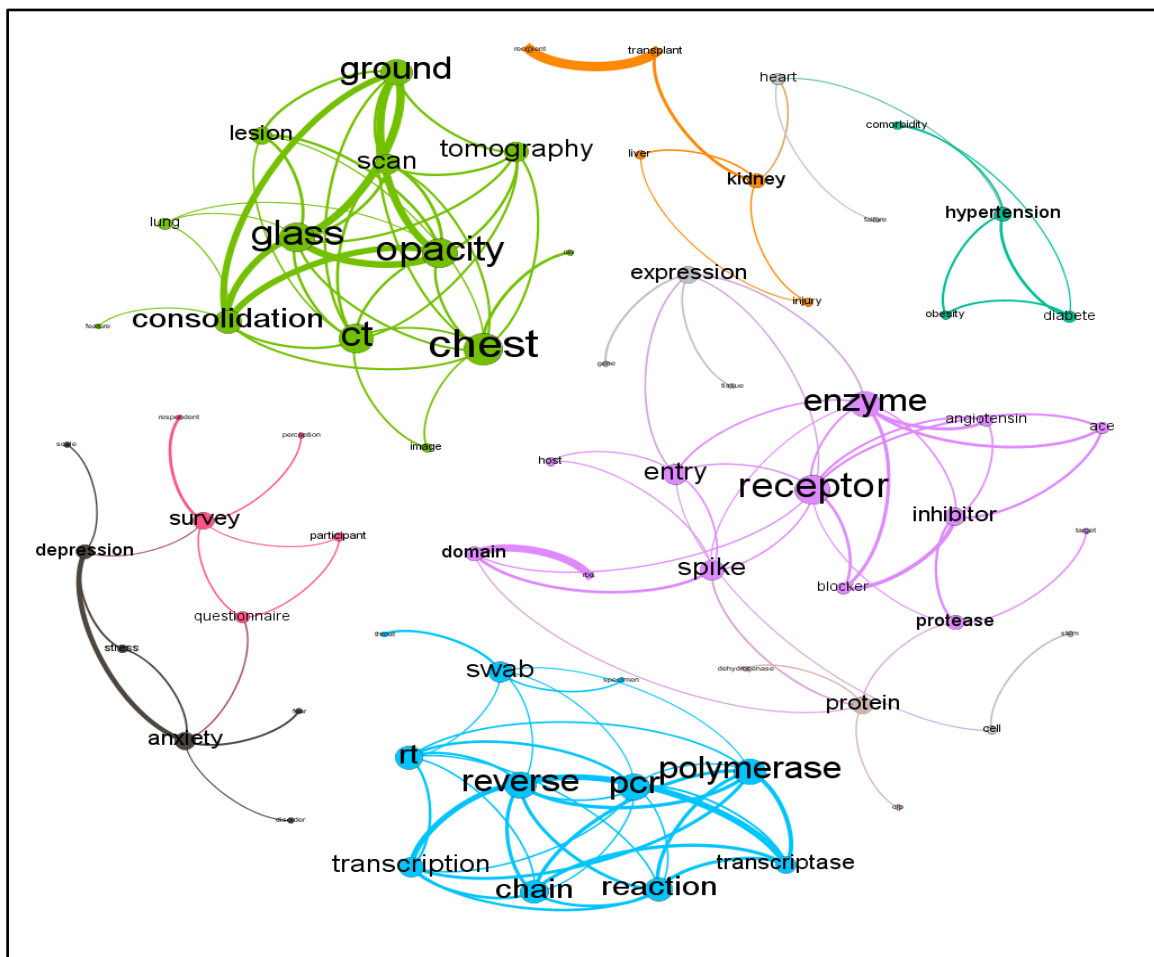 recipient
transplant
ground
heart
comorbidity
lesion
tomography
scan
liver
kidney
lung
hypertension
failure
glass
opacity
ray
expression
injury
obesity
diabete
consolidation
feature
ct
chest
gene
tissue
enzyme
respondent
angiotensin
ace
perception
scale
image
host
entry
receptor
inhibitor
survey
target
participant
depression
domain
spike
rbd
blocker
questionnaire
protease
throat
stem
stress
swab
dehydrogenase
specimen
protein
fear
cell
anxiety
rt
polymerase
reverse
pcr
crp
disorder
transcription
transcriptase
chain
reaction